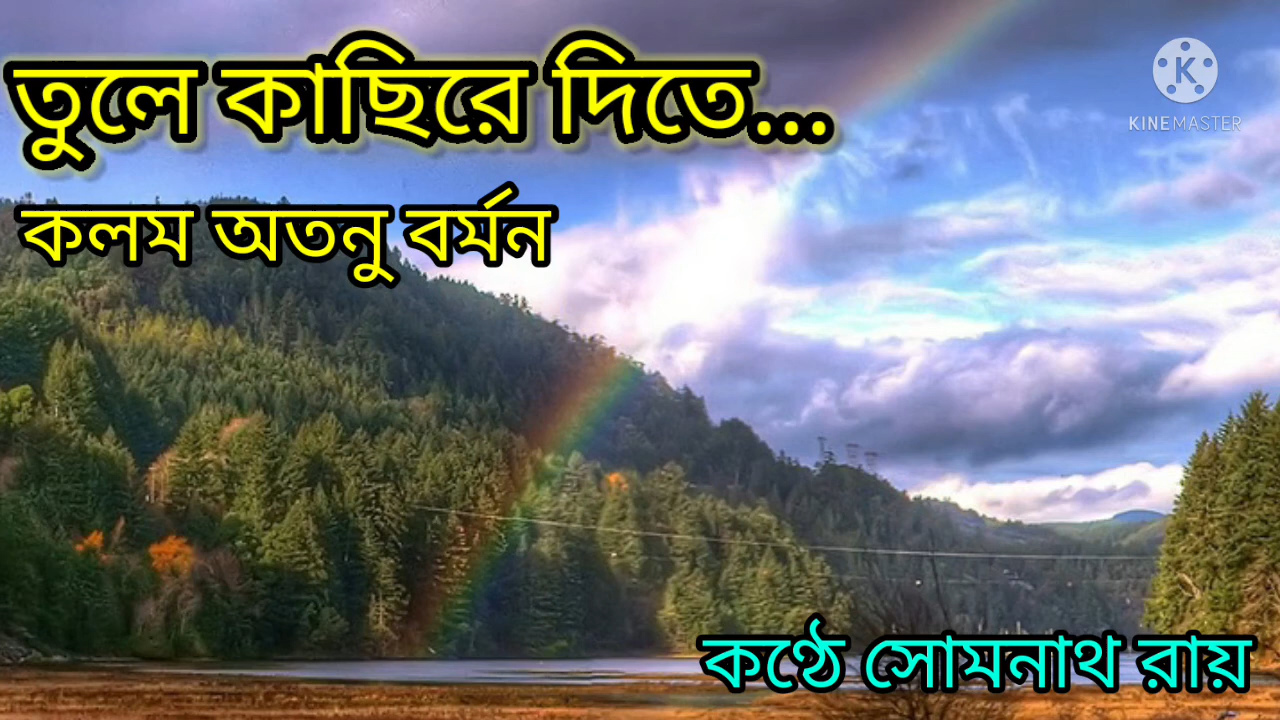 তুলে কাছিরে দিতে...
K
KINEMASTER
কলম অতনু বর্মন
কণ্ঠে সোমনাথ রায়